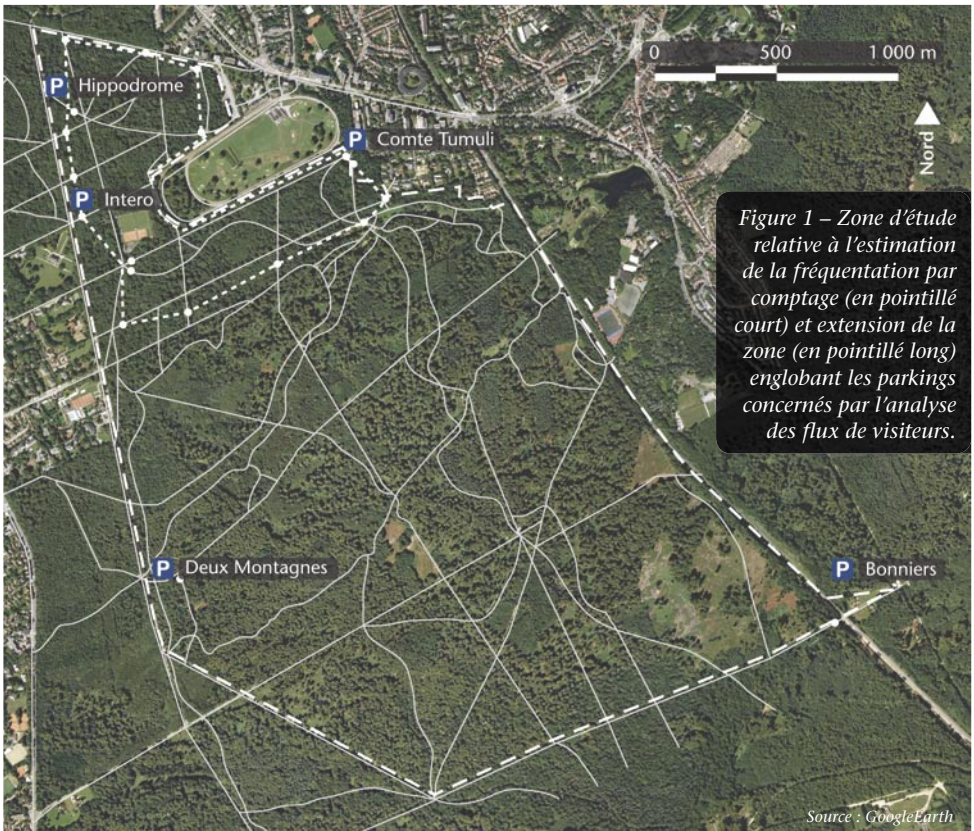 0 500 1 000 m
P Hippodrome
P Comte Tumuli
Nord
P Intero
Figure 1 – Zone d'étude
relative à l'estimation
de la fréquentation par
comptage (en pointillé
court) et extension de la
zone (en pointillé long)
englobant les parkings
concernés par l'analyse
des flux de visiteurs.
P Deux Montagnes
P Bonniers
Source : GoogleEarth